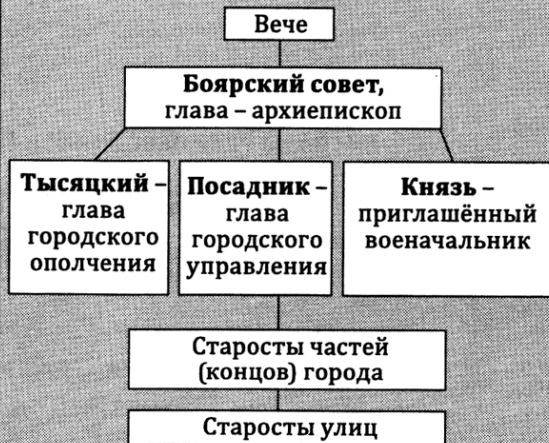 Вече
Боярский совет,
глава – архиепископ
Тысяцкий –
глава
городского
ополчения
Посадник –
глава
городского
управления
Князь –
приглашённый
военачальник
Старосты частей
(концов) города
Старосты улиц